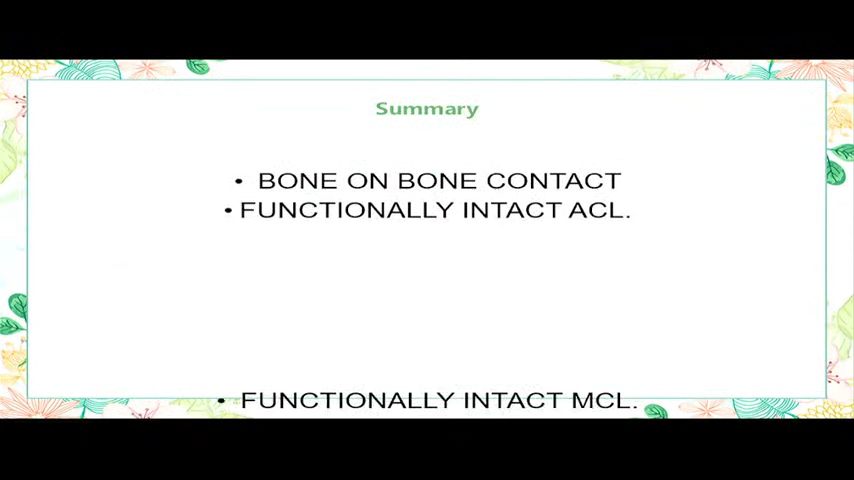 Summary
• BONE ON BONE CONTACT
• FUNCTIONALLY INTACT ACL.
• FUNCTIONALLY INTACT MCL.